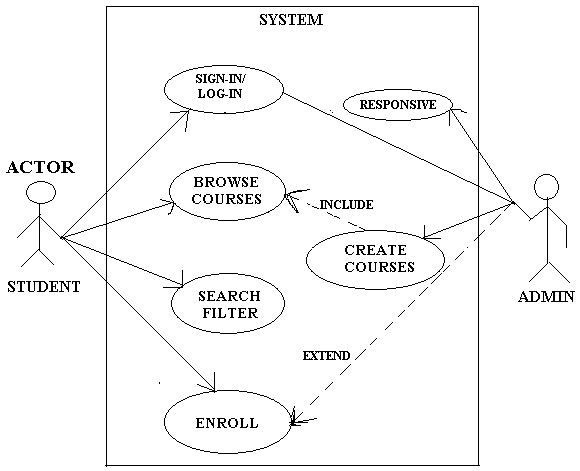 SYSTEM
SIGN-IN/
LOG-IN
RESPONSIVE
ACTOR
BROWSE
COURSES
INCLUDE
CREATE
COURSES
STUDENT
SEARCH
FILTER
ADMIN
EXTEND
ENROLL